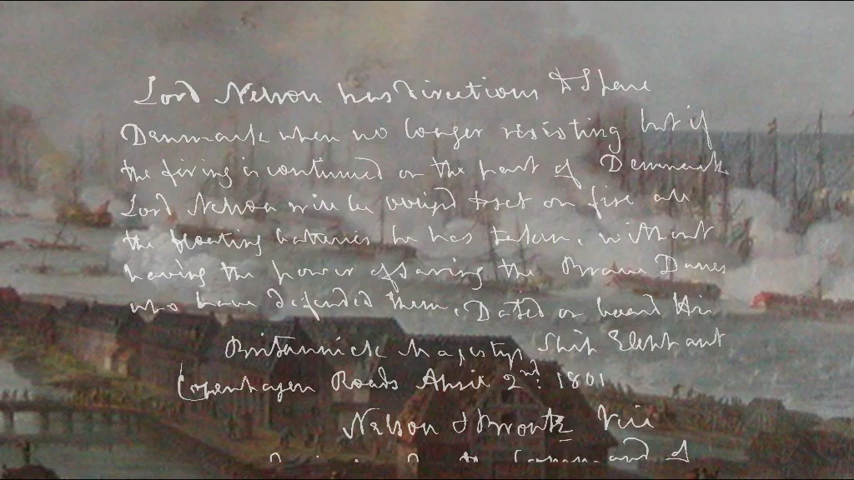 Lord Nelson has directions to Spare
Denmark when no longer resisting but if
the firing is continued on the part of Denmark
Lord Nelson will be obliged to set on fire all
the floating batteries he has taken, without
having the power of saving the Brave Danes
who have defended them. Dated on board His
Britannick Majestys Ship Elephant
Copenhagen Roads April 2nd: 1801
Nelson & Bronte Vice
Command